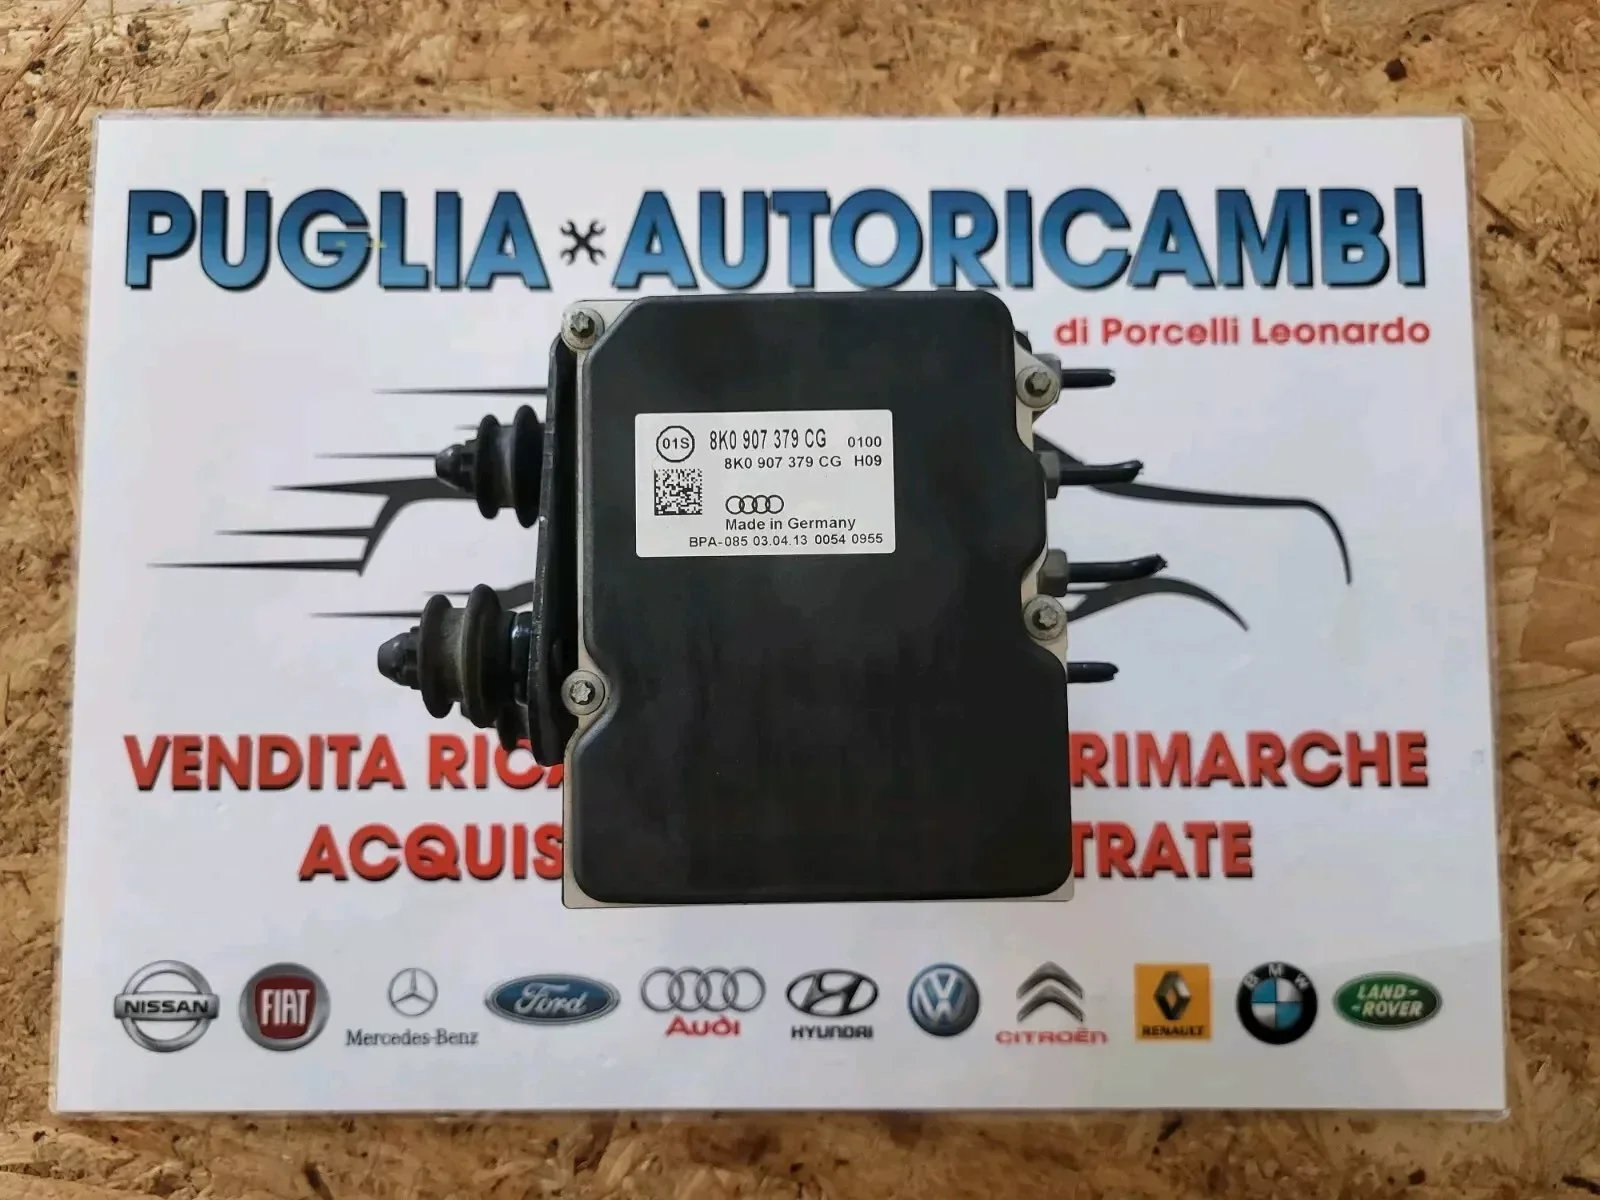 PUGLIA AUTORICAMBI
di Porcelli Leonardo
01S 8K0 907 379 CG 0100
8K0 907 379 CG H09
Made in Germany
BPA-085 03.04.13 0054 0955
VENDITA RIC RIMARCHE
ACQUIS TRATE
NISSAN FIAT Mercedes-Benz Ford Audi HYUNDAI CITROËN RENAULT BMW LAND-ROVER